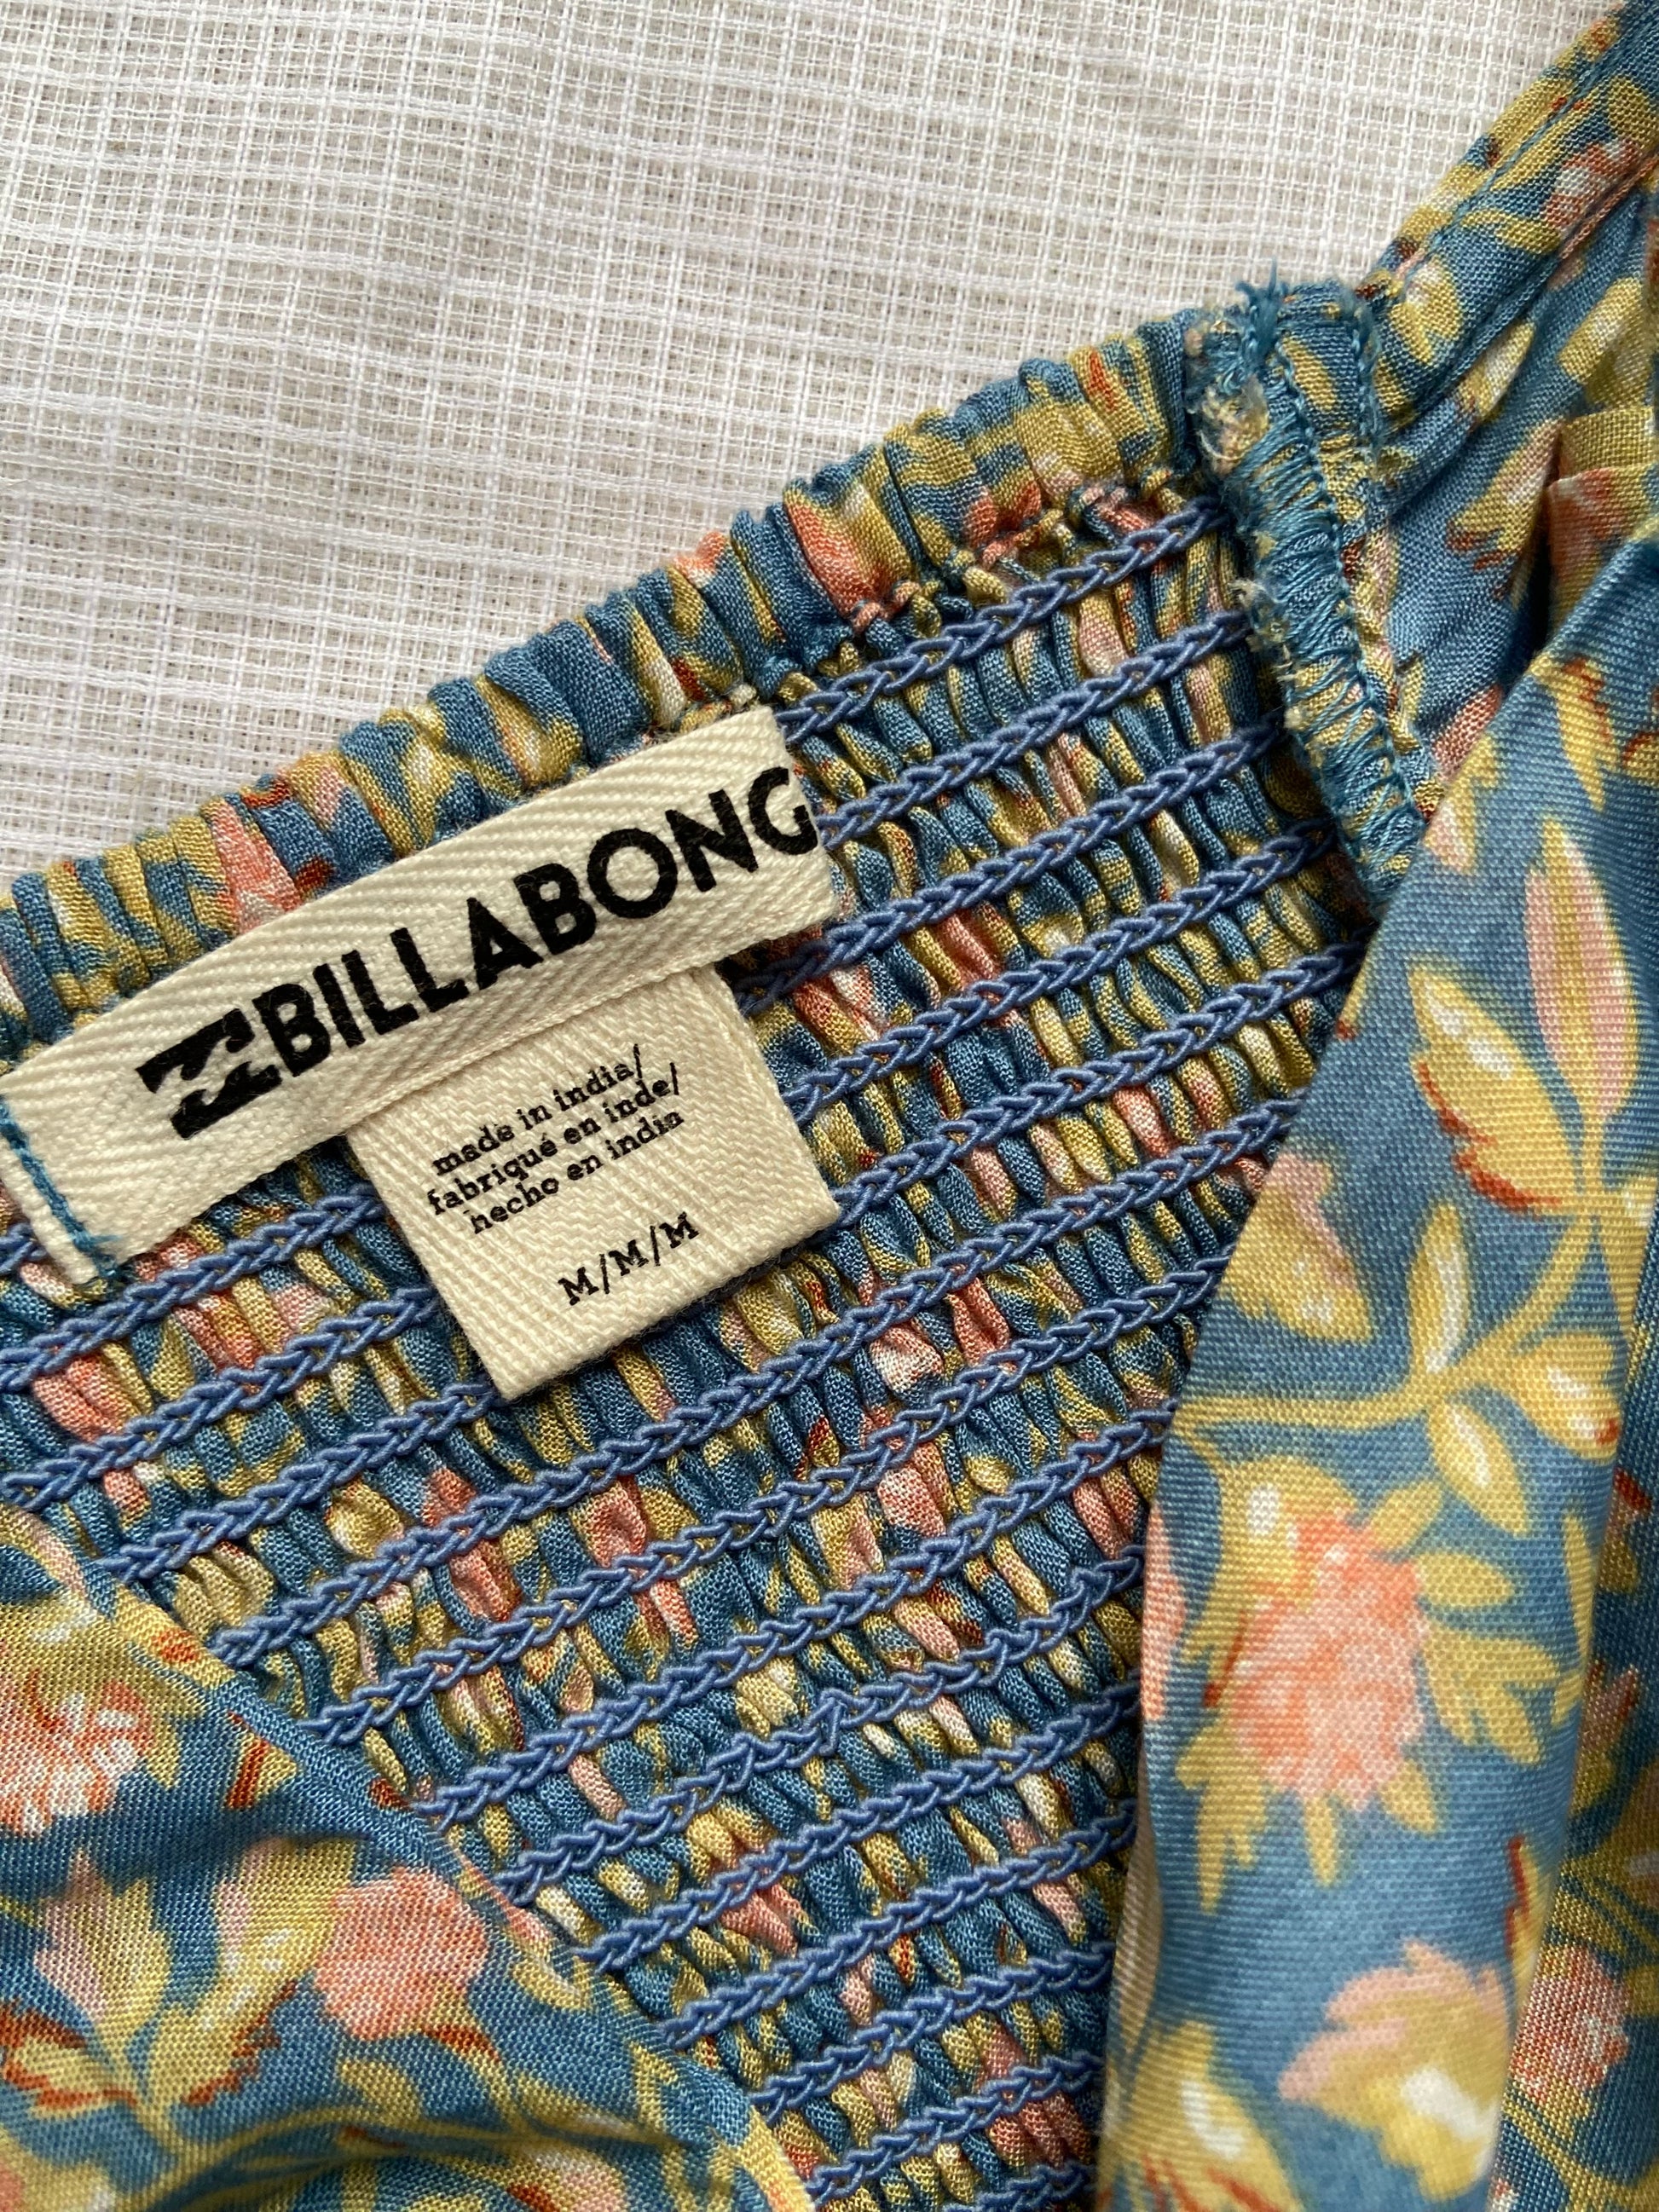 BILLABONG
made in india/
fabriqué en inde/
hecho en india
M/M/M